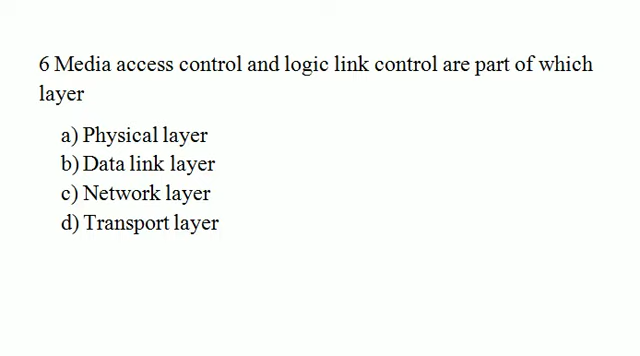 6 Media access control and logic link control are part of which
layer
a) Physical layer
b) Data link layer
c) Network layer
d) Transport layer